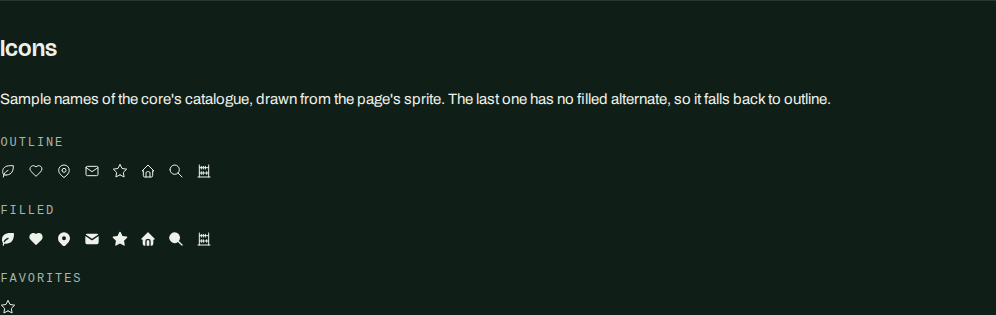 Icons
Sample names of the core's catalogue, drawn from the page's sprite. The last one has no filled alternate, so it falls back to outline.
OUTLINE
FILLED
FAVORITES